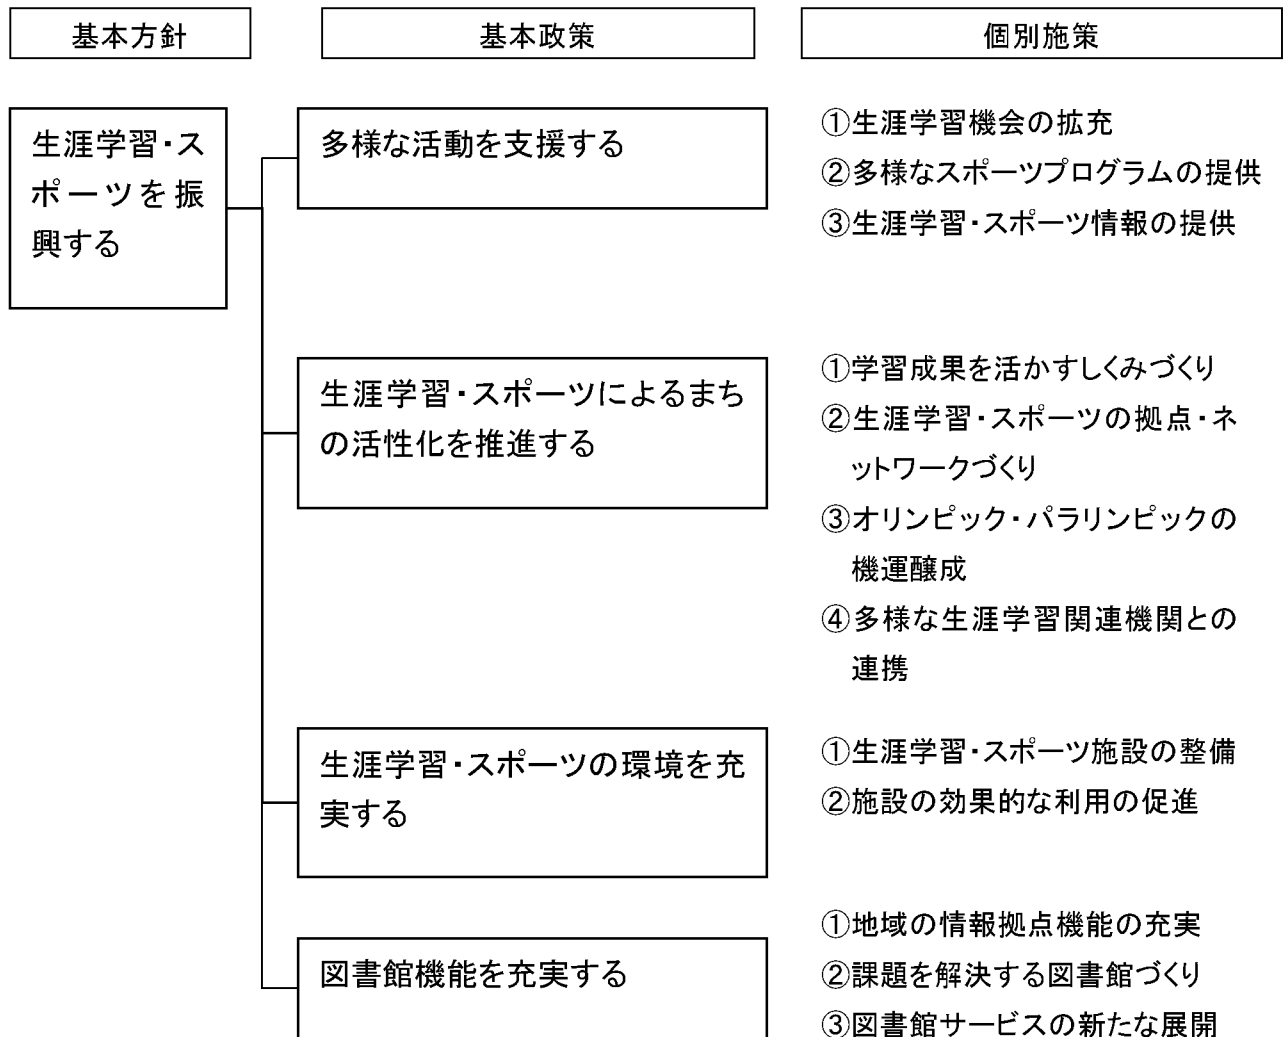 基本方針
基本政策
個別施策
生涯学習・ス
ポーツを振
興する
多様な活動を支援する
①生涯学習機会の拡充
②多様なスポーツプログラムの提供
③生涯学習・スポーツ情報の提供
生涯学習・スポーツによるまち
の活性化を推進する
①学習成果を活かすしくみづくり
②生涯学習・スポーツの拠点・ネ
ットワークづくり
③オリンピック・パラリンピックの
機運醸成
④多様な生涯学習関連機関との
連携
生涯学習・スポーツの環境を充
実する
①生涯学習・スポーツ施設の整備
②施設の効果的な利用の促進
図書館機能を充実する
①地域の情報拠点機能の充実
②課題を解決する図書館づくり
③図書館サービスの新たな展開